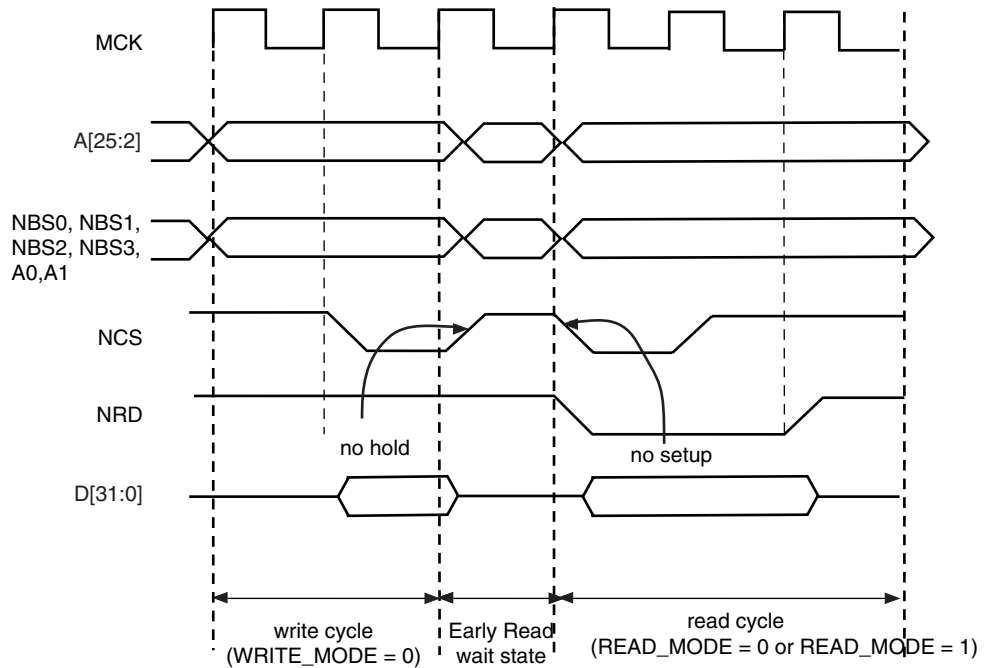 MCK
A[25:2]
NBS0, NBS1,
NBS2, NBS3,
A0,A1
NCS
NRD
no hold
no setup
D[31:0]
write cycle
(WRITE_MODE = 0)
Early Read
wait state
read cycle
(READ_MODE = 0 or READ_MODE = 1)